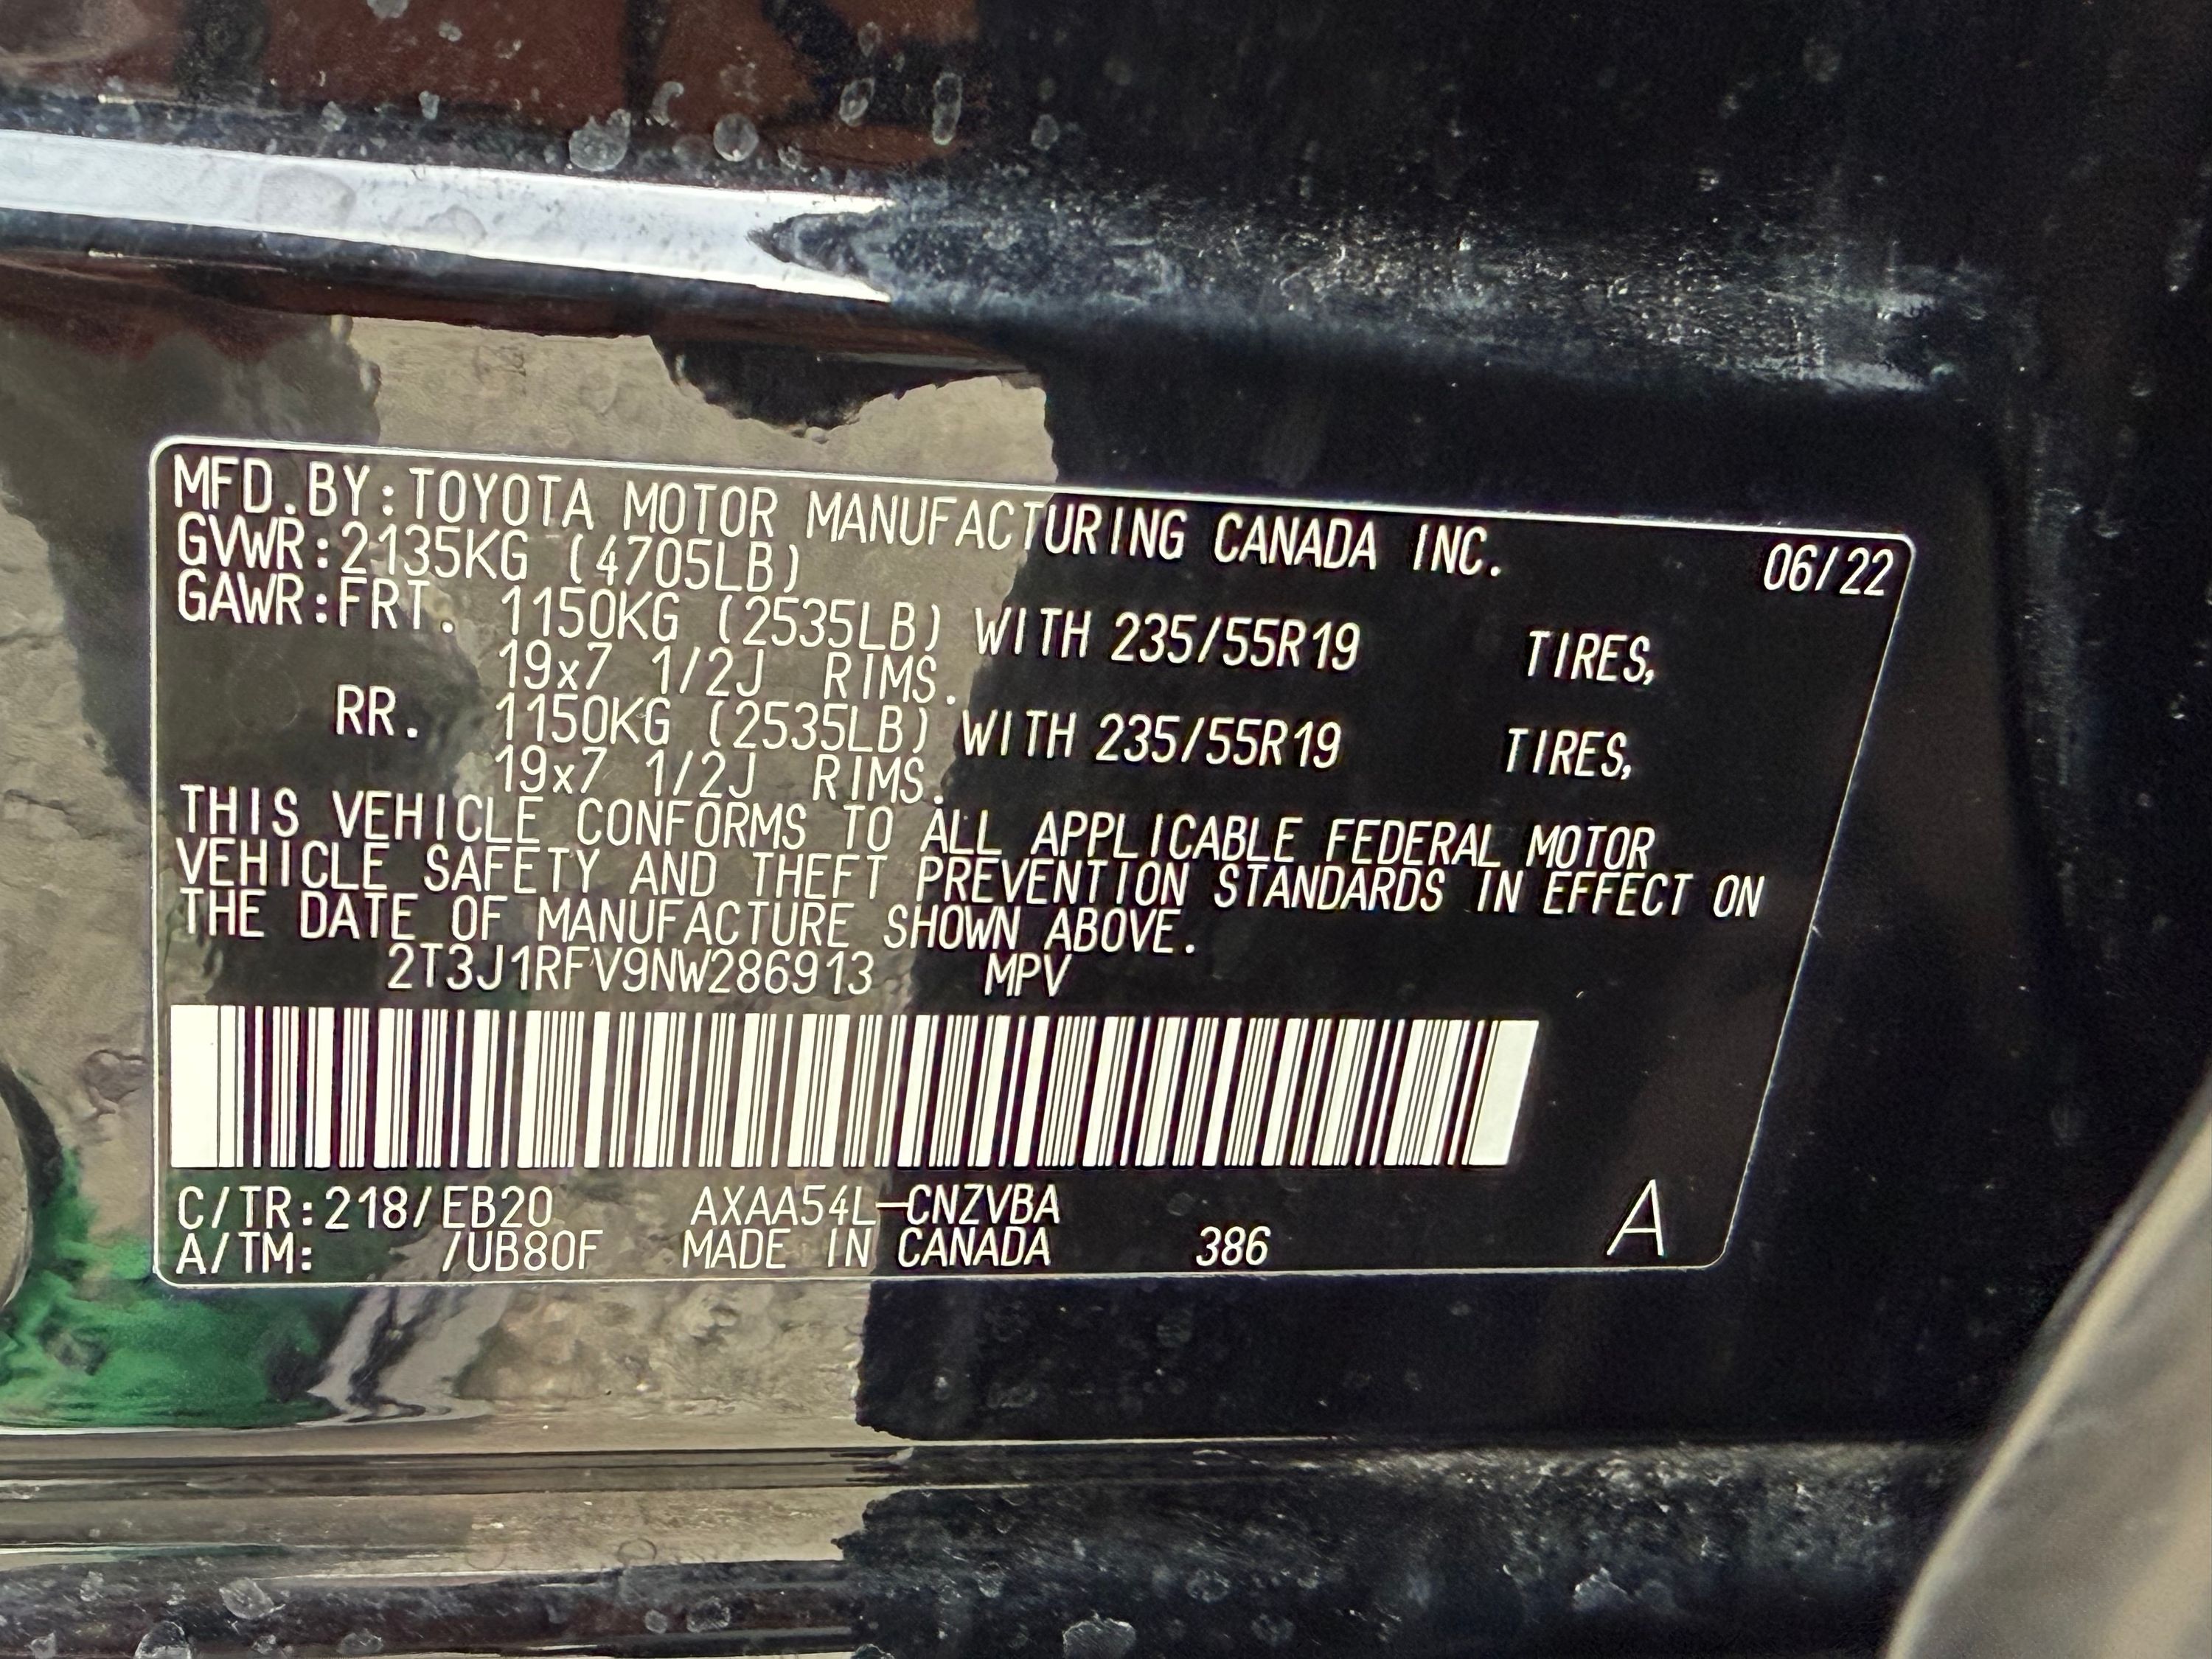 MFD.BY:TOYOTA MOTOR MANUFACTURING CANADA INC. 06/22
GVWR:2135KG (4705LB)
GAWR:FRT. 1150KG (2535LB) WITH 235/55R19 TIRES,
19x7 1/2J RIMS.
RR. 1150KG (2535LB) WITH 235/55R19 TIRES,
19x7 1/2J RIMS.
THIS VEHICLE CONFORMS TO ALL APPLICABLE FEDERAL MOTOR
VEHICLE SAFETY AND THEFT PREVENTION STANDARDS IN EFFECT ON
THE DATE OF MANUFACTURE SHOWN ABOVE.
2T3J1RFV9NW286913 MPV
C/TR:218/EB20 AXAA54L-CNZVBA
A/TM: /UB80F MADE IN CANADA 386 A